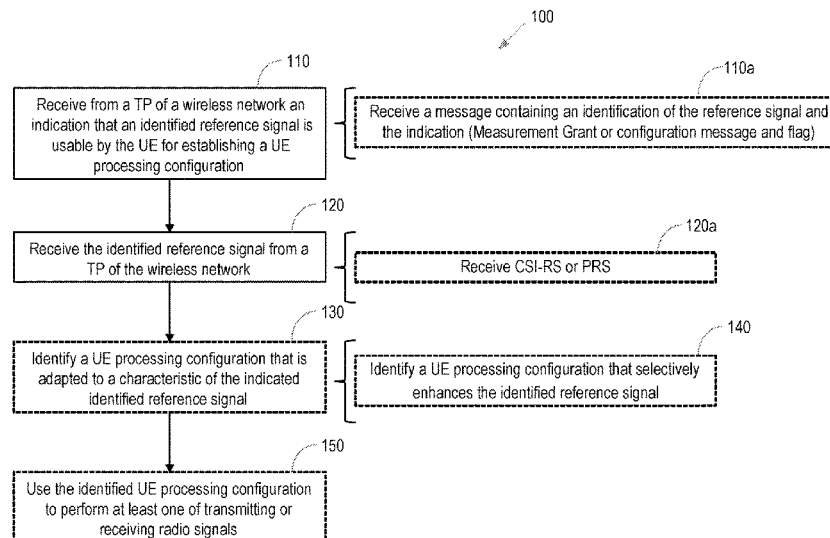 100
110
Receive from a TP of a wireless network an
indication that an identified reference signal is
usable by the UE for establishing a UE
processing configuration
110a
Receive a message containing an identification of the reference signal and
the indication (Measurement Grant or configuration message and flag)
120
Receive the identified reference signal from a
TP of the wireless network
120a
Receive CSI-RS or PRS
130
Identify a UE processing configuration that is
adapted to a characteristic of the indicated
identified reference signal
140
Identify a UE processing configuration that selectively
enhances the identified reference signal
150
Use the identified UE processing configuration
to perform at least one of transmitting or
receiving radio signals